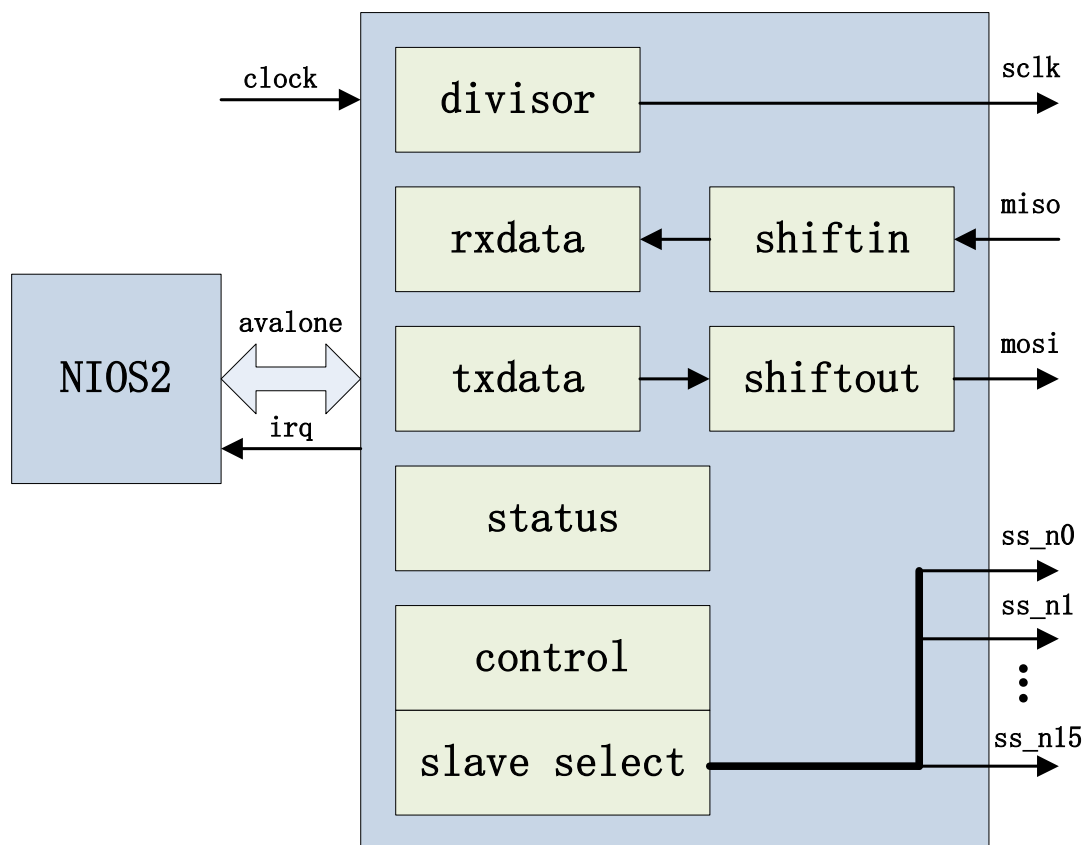 clock
divisor
sclk
rxdata
shiftin
miso
NIOS2
avalone
irq
txdata
shiftout
mosi
status
ss_n0
ss_n1
control
slave select
ss_n15